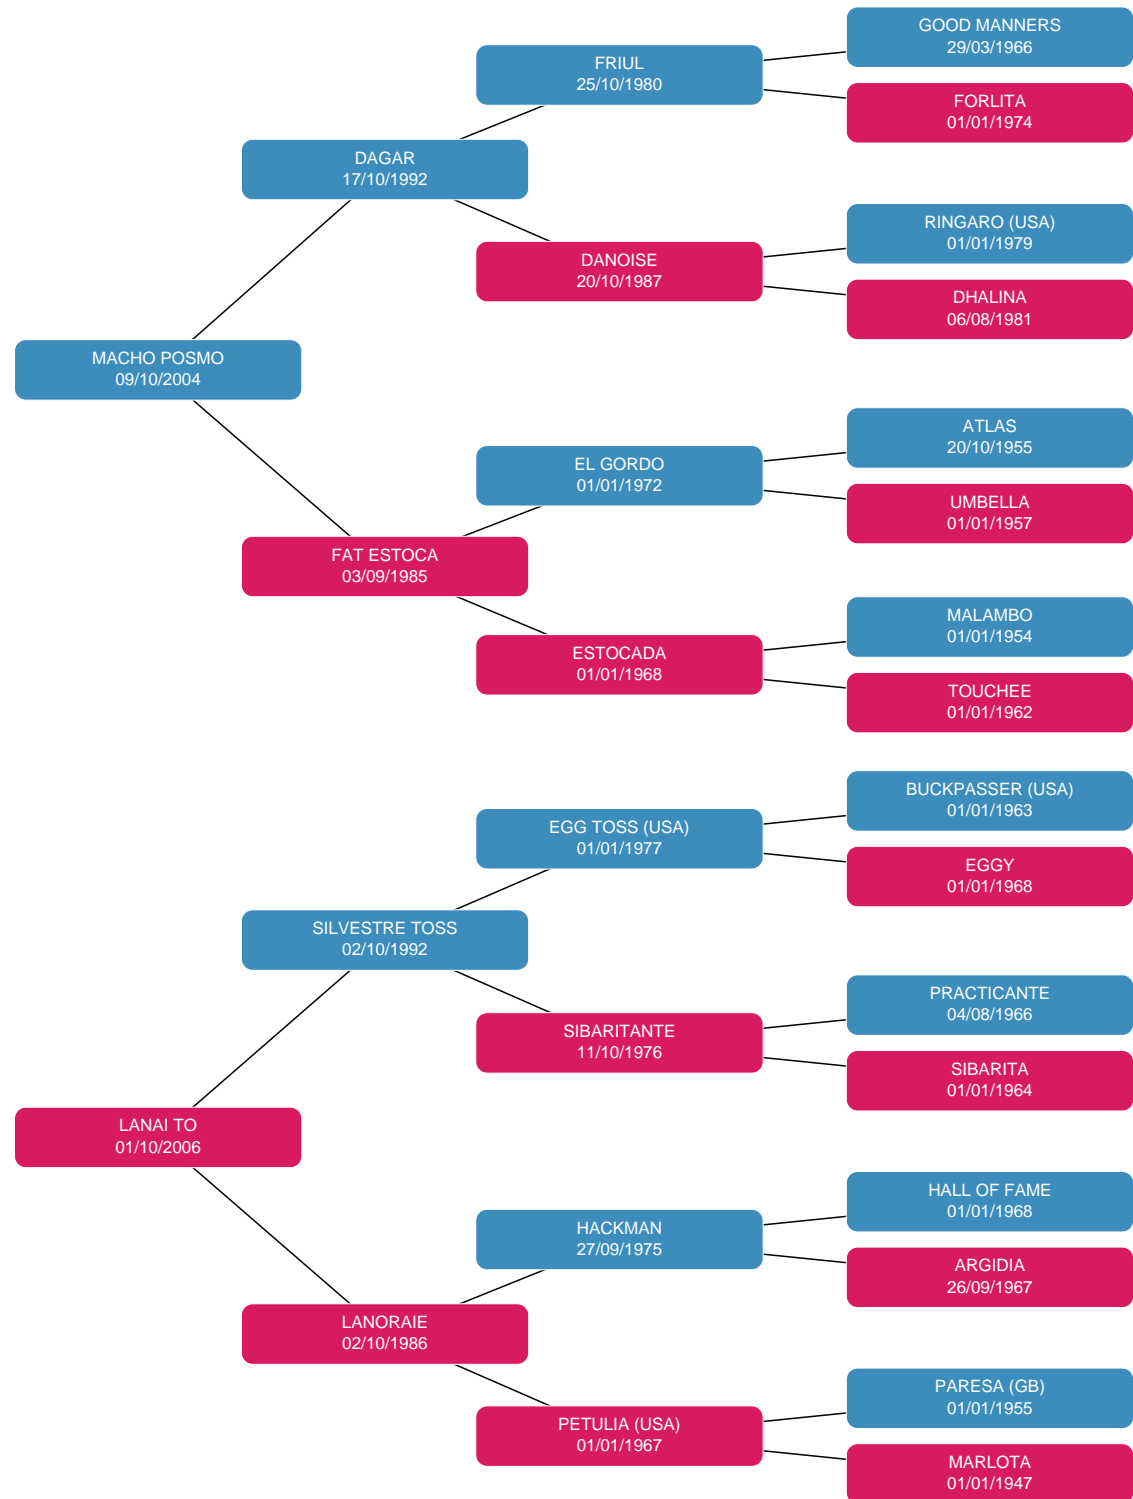 GOOD MANNERS
29/03/1966
FRIUL
25/10/1980
FORLITA
01/01/1974
DAGAR
17/10/1992
RINGARO (USA)
01/01/1979
DANOISE
20/10/1987
DHALINA
06/08/1981
MACHO POSMO
09/10/2004
ATLAS
20/10/1955
EL GORDO
01/01/1972
UMBELLA
01/01/1957
FAT ESTOCA
03/09/1985
MALAMBO
01/01/1954
ESTOCADA
01/01/1968
TOUCHEE
01/01/1962
BUCKPASSER (USA)
01/01/1963
EGG TOSS (USA)
01/01/1977
EGGY
01/01/1968
SILVESTRE TOSS
02/10/1992
PRACTICANTE
04/08/1966
SIBARITANTE
11/10/1976
SIBARITA
01/01/1964
LANAI TO
01/10/2006
HALL OF FAME
01/01/1968
HACKMAN
27/09/1975
ARGIDIA
26/09/1967
LANORAIE
02/10/1986
PARESA (GB)
01/01/1955
PETULIA (USA)
01/01/1967
MARLOTA
01/01/1947